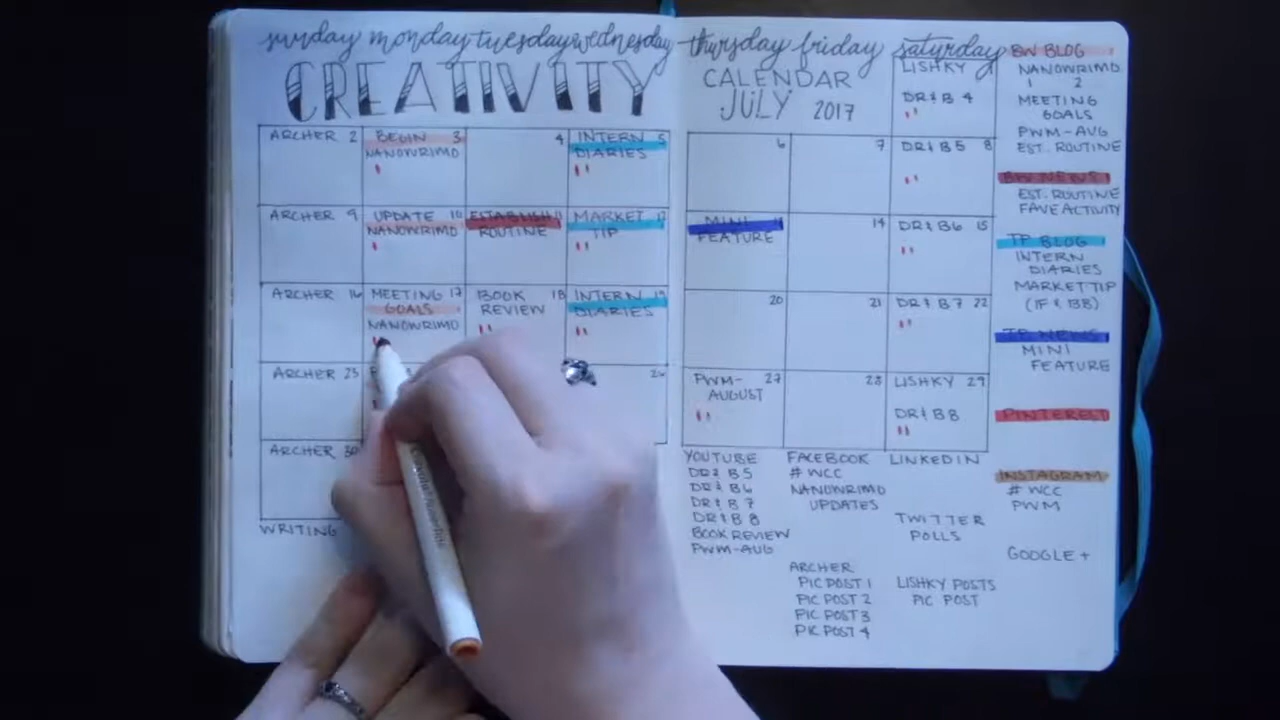 sunday monday tuesday wednesday thursday friday saturday
CREATIVITY
CALENDAR
JULY 2017
LISHKY
DR & B 4
ARCHER 2
BEGIN 3
NANOWRIMO
4
INTERN 5
DIARIES
6
7
DR & B 5 8
ARCHER 9
UPDATE 10
NANOWRIMO
ESTABLISH 11
ROUTINE
MARKET 12
TIP
MINI
FEATURE
14
DR & B 6 15
ARCHER 16
MEETING 17
GOALS
NANOWRIMO
BOOK 18
REVIEW
INTERN 19
DIARIES
20
21
DR & B 7 22
ARCHER 23
26
PWM- 27
AUGUST
28
LISHKY 29
DR & B 8
ARCHER 30
WRITING
YOUTUBE
DR & B 5
DR & B 6
DR & B 7
DR & B 8
BOOK REVIEW
PWM-AUG
FACEBOOK
# WCC
NANOWRIMO
UPDATES
ARCHER
PIC POST 1
PIC POST 2
PIC POST 3
PIC POST 4
LINKEDIN
TWITTER
POLLS
LISHKY POSTS
PIC POST
BW BLOG
NANOWRIMO
1 2
MEETING
GOALS
PWM-AUG
EST. ROUTINE
BW NEWS
EST. ROUTINE
FAVE ACTIVITY
TP BLOG
INTERN
DIARIES
MARKET TIP
(IF & BB)
TP NEWS
MINI
FEATURE
PINTEREST
INSTAGRAM
# WCC
PWM
GOOGLE +